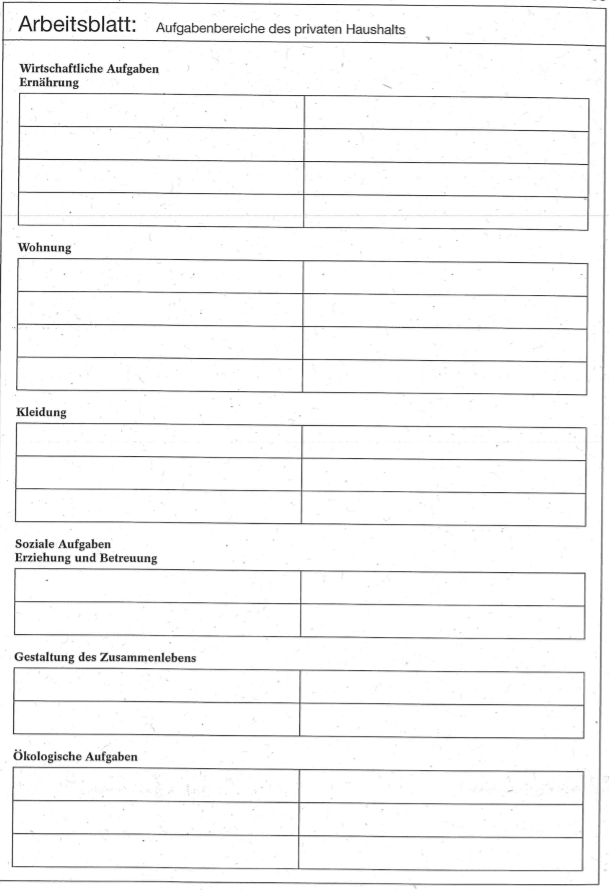 Arbeitsblatt: Aufgabenbereiche des privaten Haushalts
Wirtschaftliche Aufgaben
Ernährung
Wohnung
Kleidung
Soziale Aufgaben
Erziehung und Betreuung
Gestaltung des Zusammenlebens
Ökologische Aufgaben